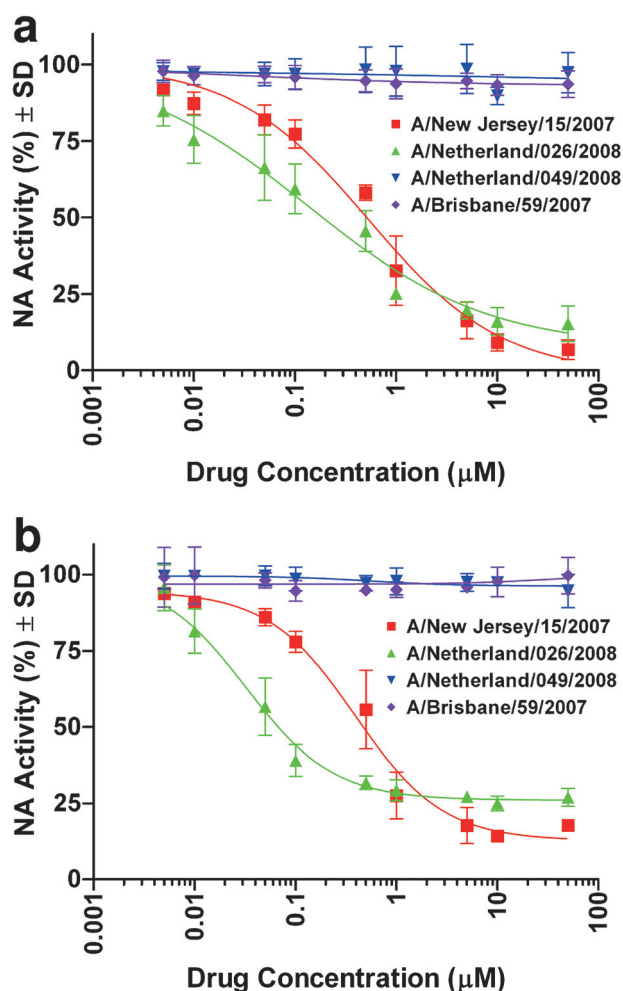 a
NA Activity (%) ± SD
100
75
50
25
0
A/New Jersey/15/2007
A/Netherland/026/2008
A/Netherland/049/2008
A/Brisbane/59/2007
0.001
0.01
0.1
1
10
100
Drug Concentration (µM)
b
NA Activity (%) ± SD
100
75
50
25
0
A/New Jersey/15/2007
A/Netherland/026/2008
A/Netherland/049/2008
A/Brisbane/59/2007
0.001
0.01
0.1
1
10
100
Drug Concentration (µM)